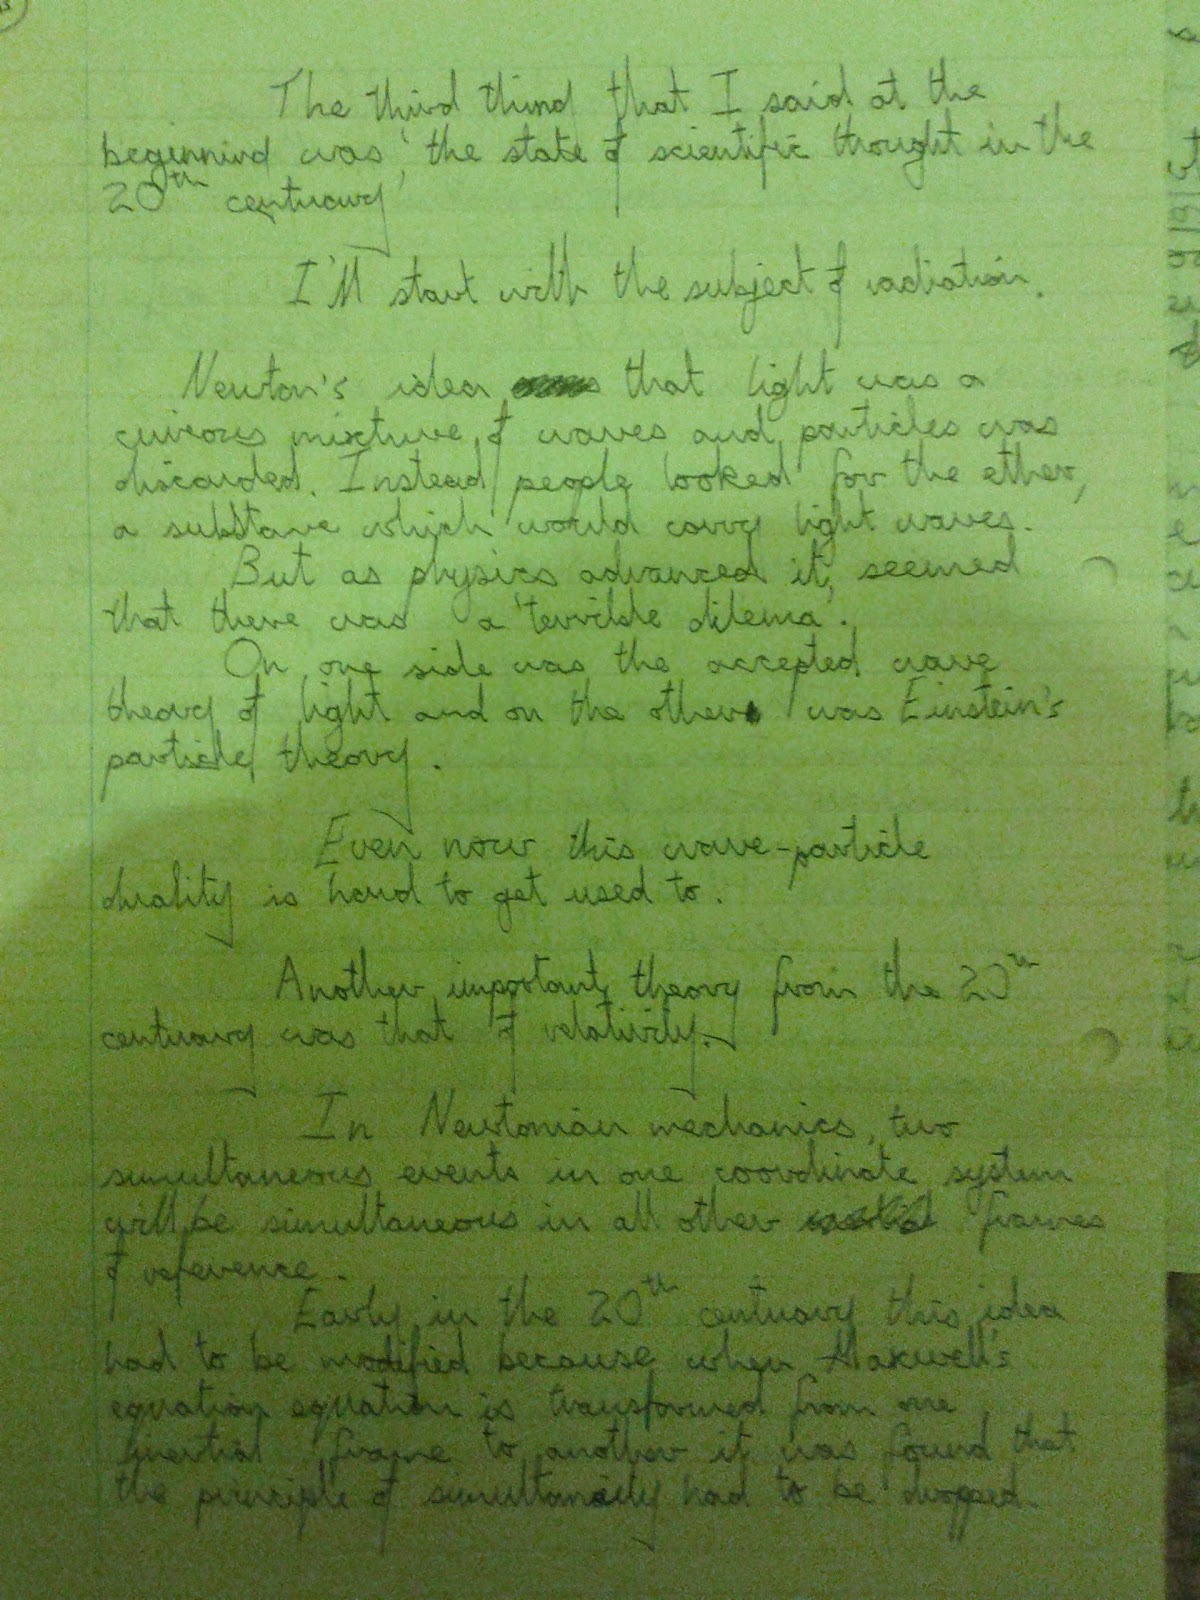 The third thind that I said at the
beginnind was 'the state of scientific thought in the
20th centuary'
I'll start with the subject of radiation.
Newton's idea that light was a
curious mixture of waves and particles was
discarded. Instead people looked for the ether,
a substane which would carry light waves.
But as physics advanced it seemed
that there was a 'terrible dilema'.
On one side was the accepted wave
theory of light and on the other was Einstein's
particle theory.
Even now this wave-particle
duality is hard to get used to.
Another important theory from the 20th
centuary was that of relativity.
In Newtonian mechanics, two
simultaneous events in one coordinate system
will be simultaneous in all other frames
of reference.
Early in the 20th centuary this idea
had to be modified because when Maxwell's
equation equation is transformed from one
inertial frame to another it was found that
the principle of simultaneity had to be dropped.